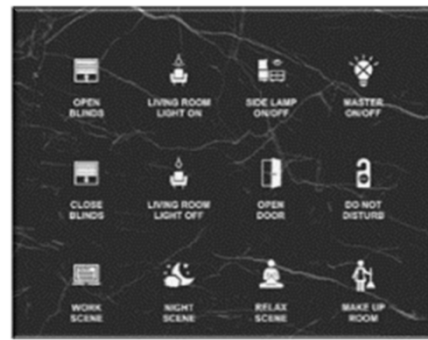 OPEN
BLINDS
LIVING ROOM
LIGHT ON
SIDE LAMP
ON/OFF
MASTER
ON/OFF
CLOSE
BLINDS
LIVING ROOM
LIGHT OFF
OPEN
DOOR
DO NOT
DISTURB
WORK
SCENE
NIGHT
SCENE
RELAX
SCENE
MAKE UP
ROOM